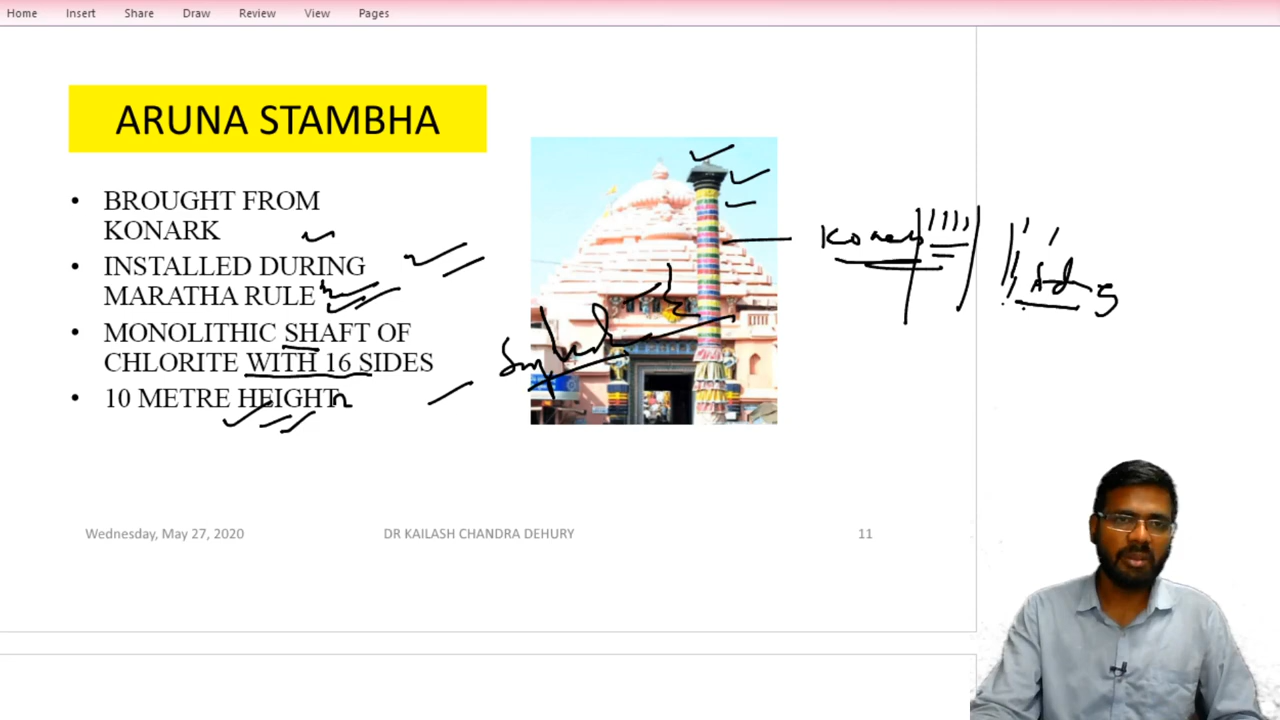 Home Insert Share Draw Review View Pages
ARUNA STAMBHA
• BROUGHT FROM
KONARK
• INSTALLED DURING
MARATHA RULE
• MONOLITHIC SHAFT OF
CHLORITE WITH 16 SIDES
• 10 METRE HEIGHT
Wednesday, May 27, 2020 DR KAILASH CHANDRA DEHURY 11